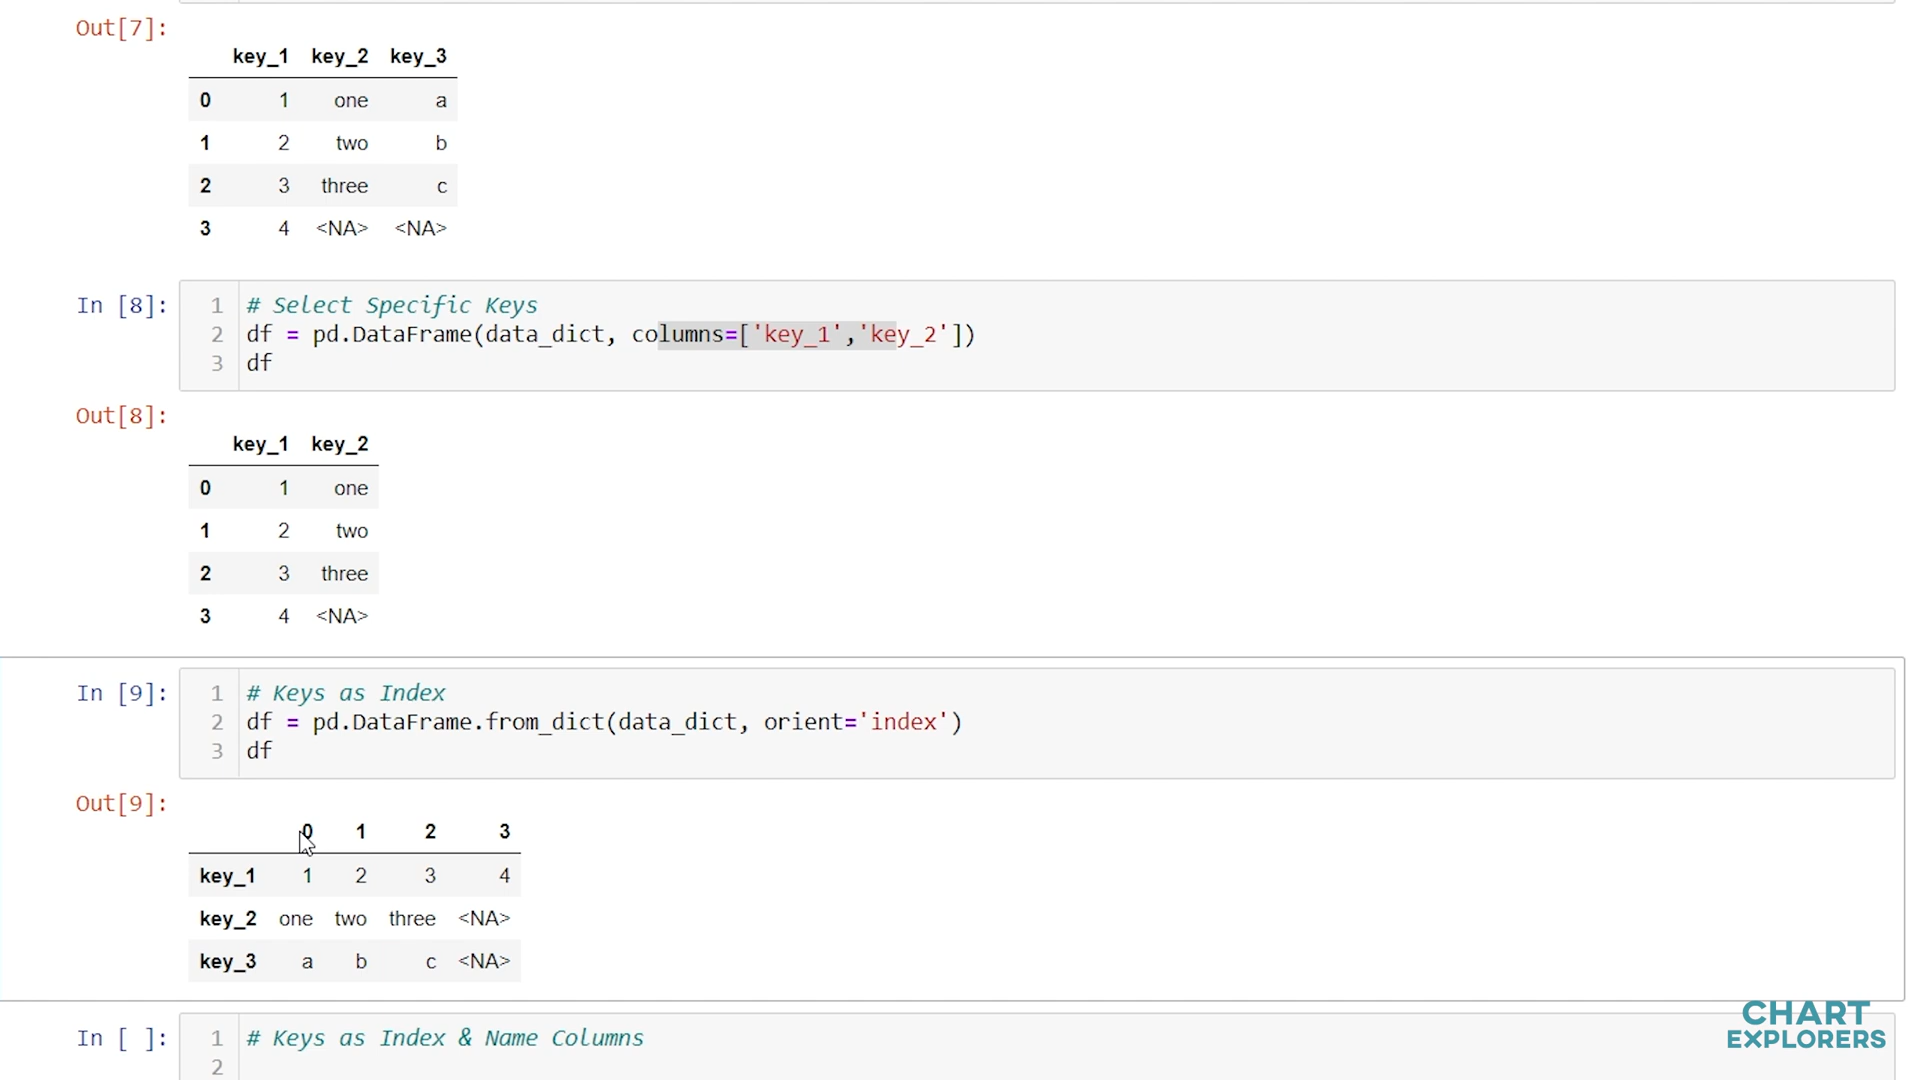 Out[7]:
key_1 key_2 key_3
0 1 one a
1 2 two b
2 3 three c
3 4 <NA> <NA>
In [8]:
1 # Select Specific Keys
2 df = pd.DataFrame(data_dict, columns=['key_1','key_2'])
3 df
Out[8]:
key_1 key_2
0 1 one
1 2 two
2 3 three
3 4 <NA>
In [9]:
1 # Keys as Index
2 df = pd.DataFrame.from_dict(data_dict, orient='index')
3 df
Out[9]:
0 1 2 3
key_1 1 2 3 4
key_2 one two three <NA>
key_3 a b c <NA>
In [ ]:
1 # Keys as Index & Name Columns
2
CHART
EXPLORERS